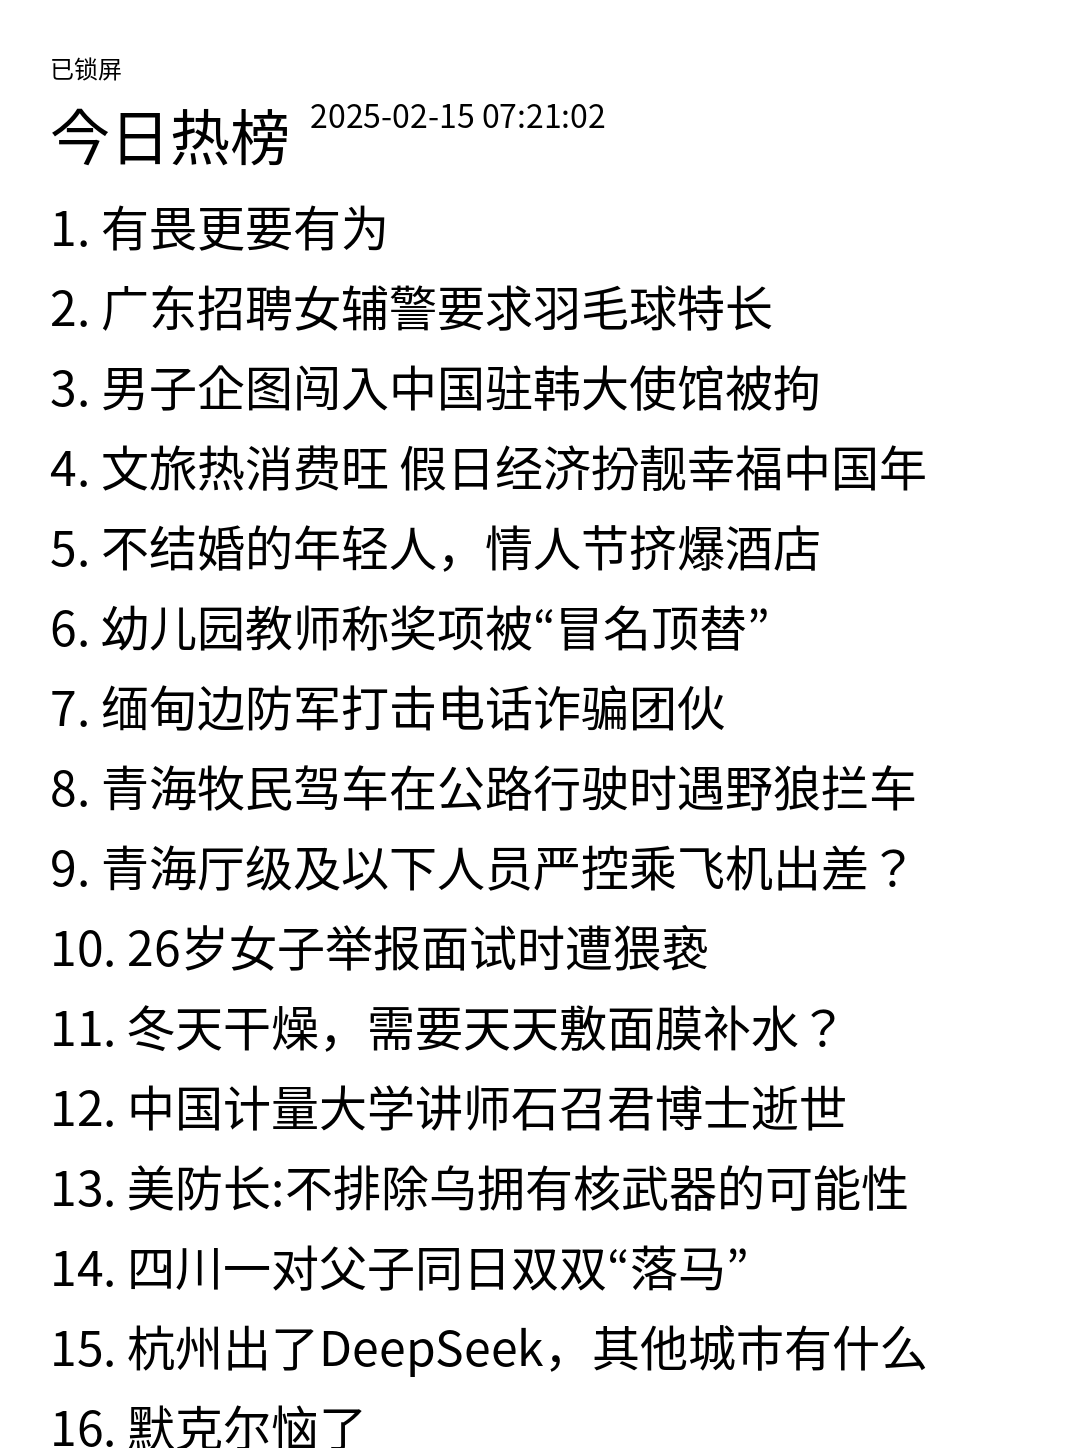 已锁屏
今日热榜 2025-02-15 07:21:02
1. 有畏更要有为
2. 广东招聘女辅警要求羽毛球特长
3. 男子企图闯入中国驻韩大使馆被拘
4. 文旅热消费旺 假日经济扮靓幸福中国年
5. 不结婚的年轻人，情人节挤爆酒店
6. 幼儿园教师称奖项被“冒名顶替”
7. 缅甸边防军打击电话诈骗团伙
8. 青海牧民驾车在公路行驶时遇野狼拦车
9. 青海厅级及以下人员严控乘飞机出差？
10. 26岁女子举报面试时遭猥亵
11. 冬天干燥，需要天天敷面膜补水？
12. 中国计量大学讲师石召君博士逝世
13. 美防长:不排除乌拥有核武器的可能性
14. 四川一对父子同日双双“落马”
15. 杭州出了DeepSeek，其他城市有什么
16. 默克尔恼了